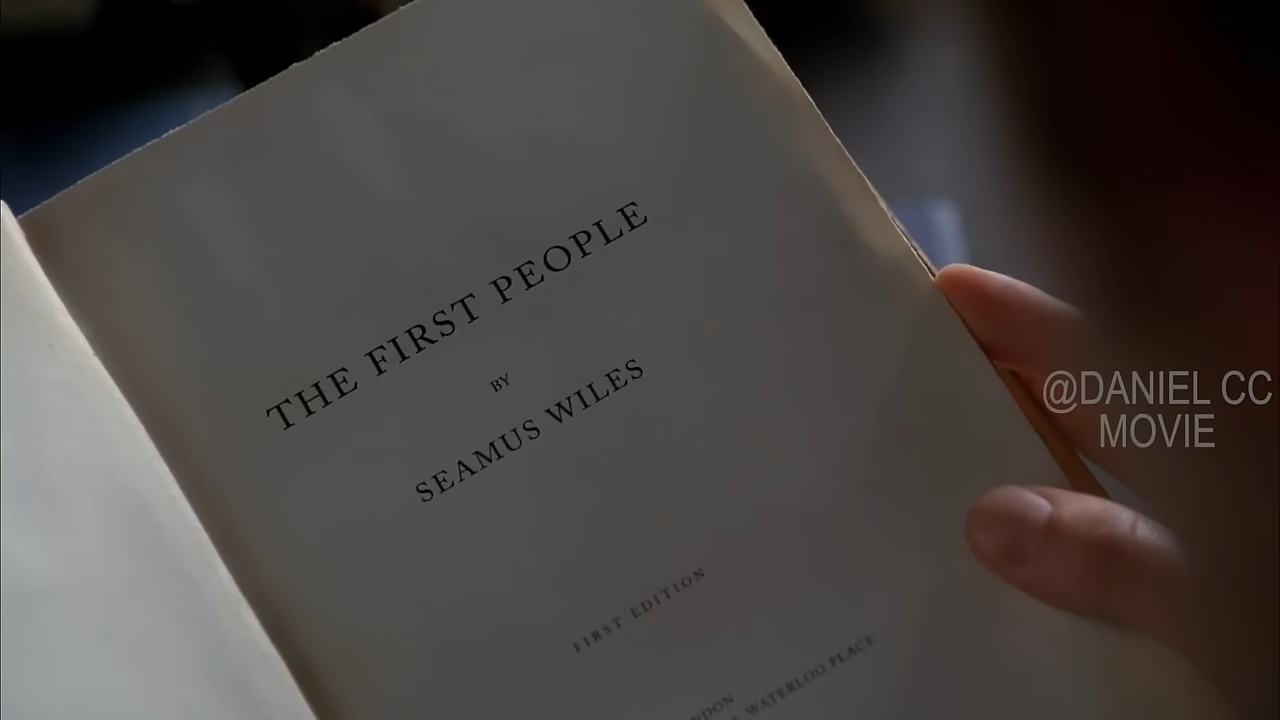 THE FIRST PEOPLE
BY
SEAMUS WILES
FIRST EDITION
WATERLOO PLACE
@DANIEL CC
MOVIE